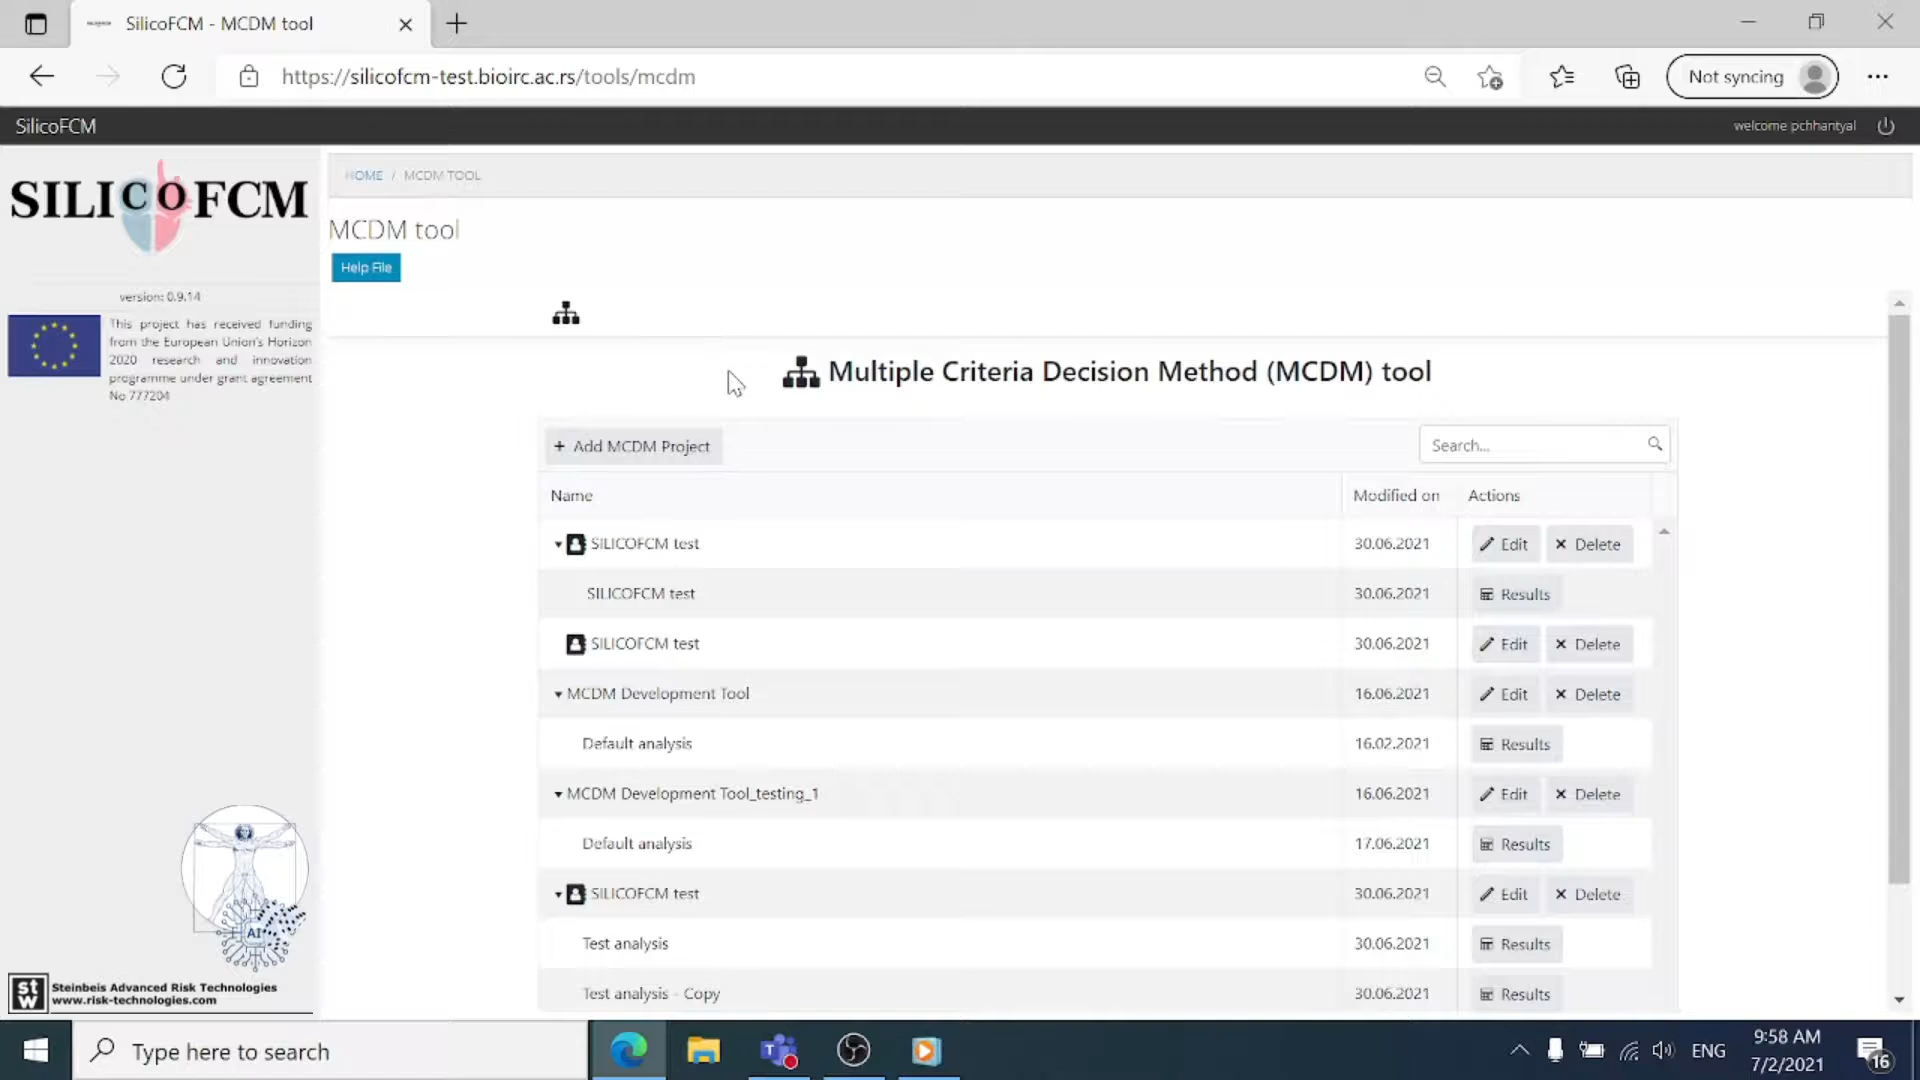 SilicoFCM - MCDM tool
https://silicofcm-test.bioirc.ac.rs/tools/mcdm
Not syncing
SilicoFCM
welcome pchhantyal
SILICOFCM
version: 0.9.14
This project has received funding
from the European Union's Horizon
2020 research and innovation
programme under grant agreement
No 777204
HOME / MCDM TOOL
MCDM tool
Help File
Multiple Criteria Decision Method (MCDM) tool
+ Add MCDM Project
Search...
Name Modified on Actions
SILICOFCM test 30.06.2021 Edit Delete
SILICOFCM test 30.06.2021 Results
SILICOFCM test 30.06.2021 Edit Delete
MCDM Development Tool 16.06.2021 Edit Delete
Default analysis 16.02.2021 Results
MCDM Development Tool_testing_1 16.06.2021 Edit Delete
Default analysis 17.06.2021 Results
SILICOFCM test 30.06.2021 Edit Delete
Test analysis 30.06.2021 Results
Test analysis - Copy 30.06.2021 Results
AI
stw
Steinbeis Advanced Risk Technologies
www.risk-technologies.com
Type here to search
ENG
9:58 AM
7/2/2021
16